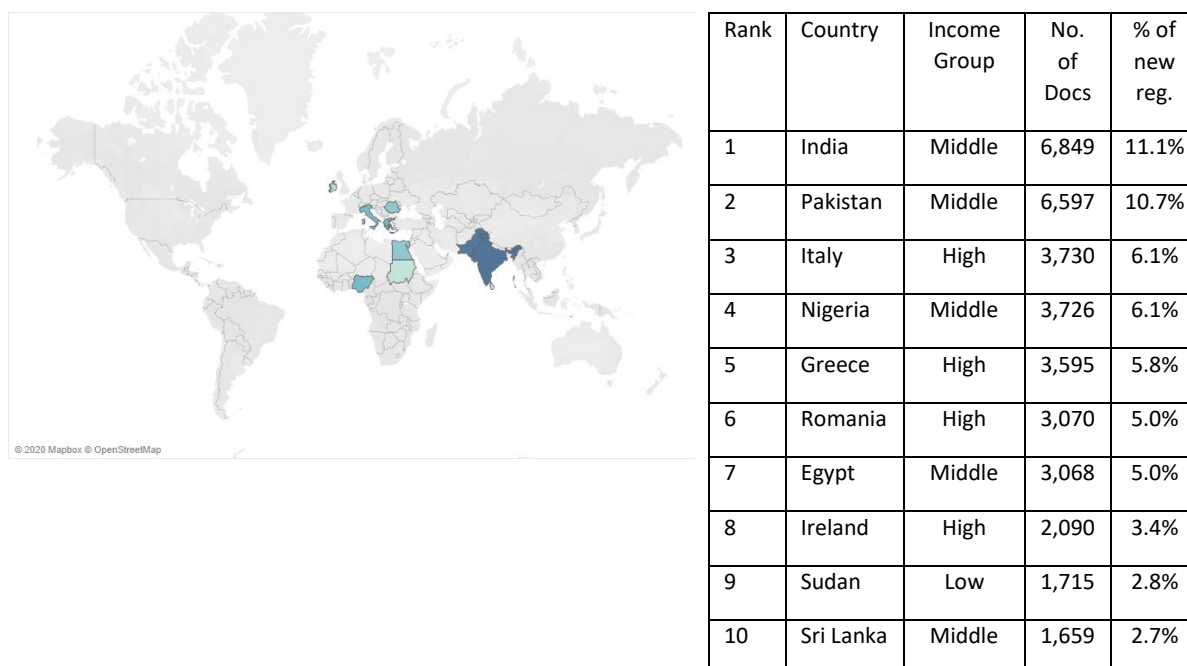 © 2020 Mapbox © OpenStreetMap
Rank Country Income Group No. of Docs % of new reg.
1 India Middle 6,849 11.1%
2 Pakistan Middle 6,597 10.7%
3 Italy High 3,730 6.1%
4 Nigeria Middle 3,726 6.1%
5 Greece High 3,595 5.8%
6 Romania High 3,070 5.0%
7 Egypt Middle 3,068 5.0%
8 Ireland High 2,090 3.4%
9 Sudan Low 1,715 2.8%
10 Sri Lanka Middle 1,659 2.7%